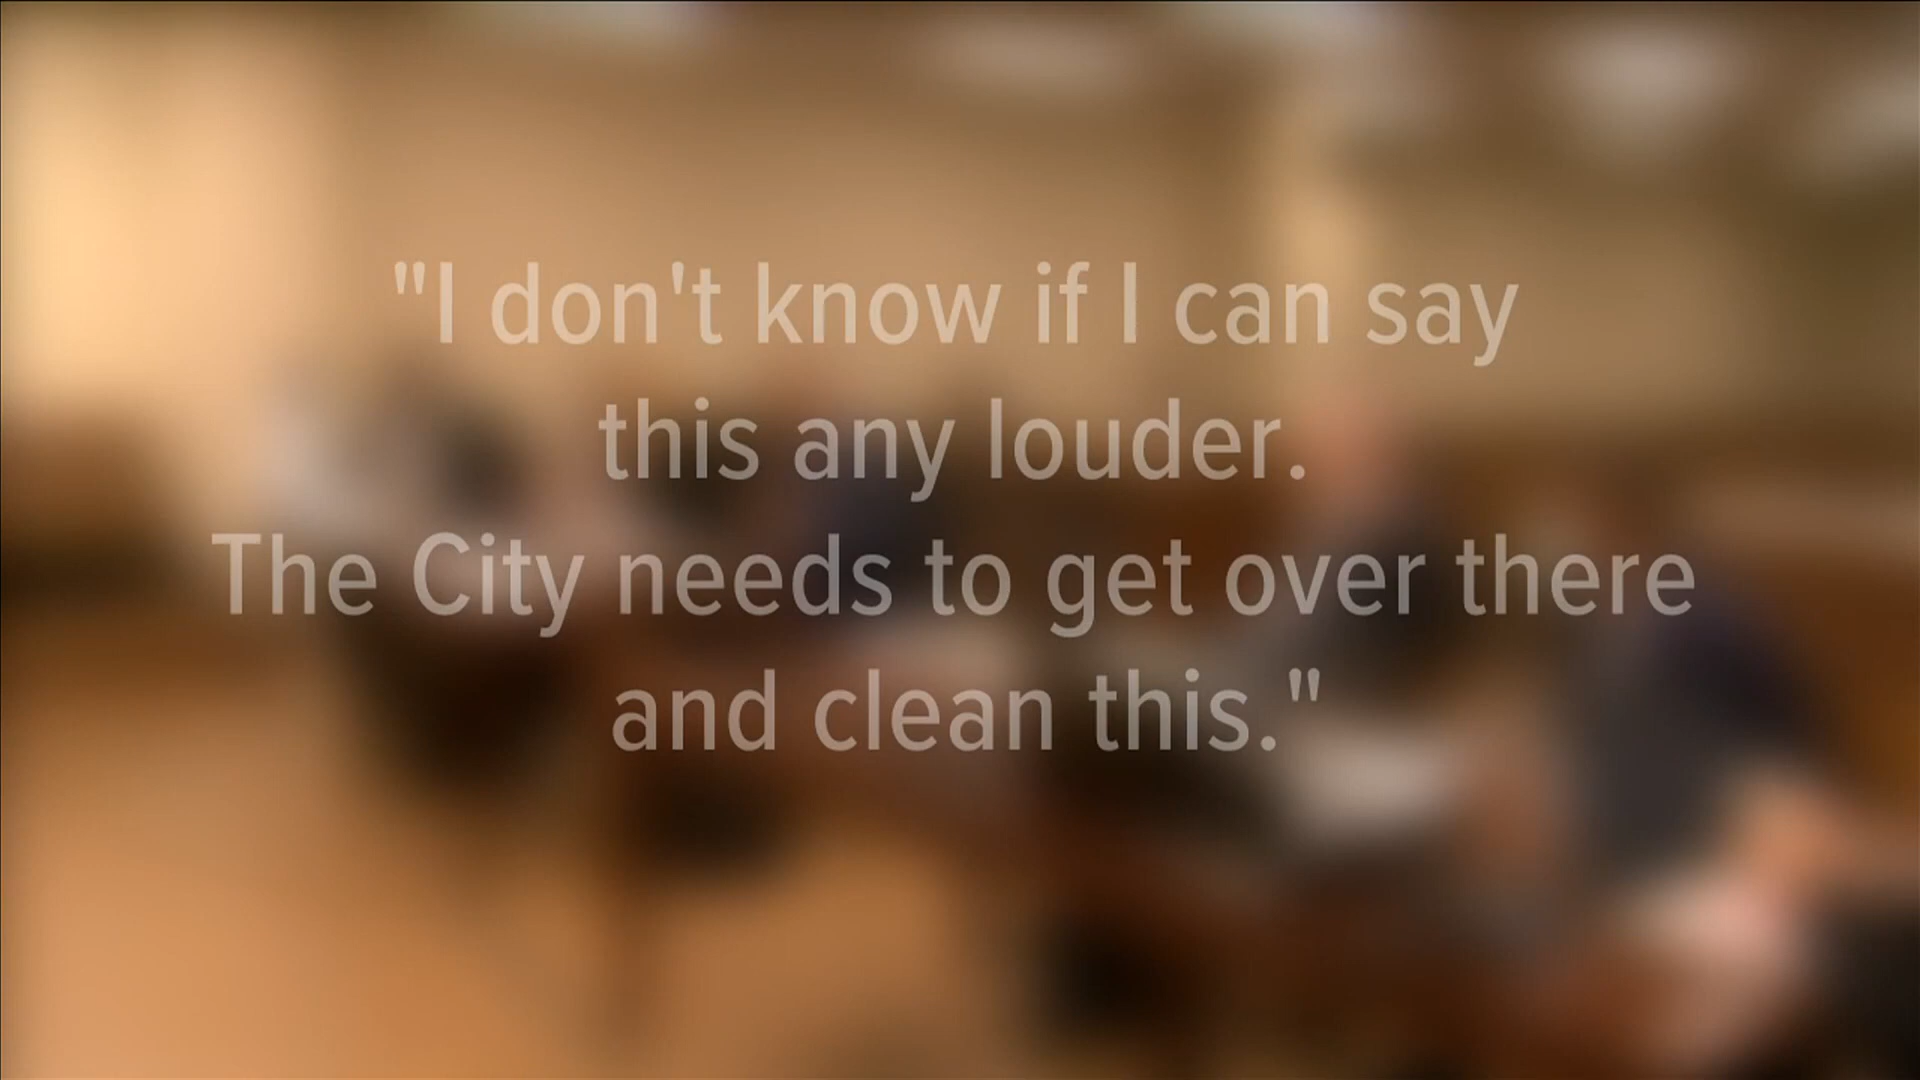 "I don't know if I can say
this any louder.
The City needs to get over there
and clean this."